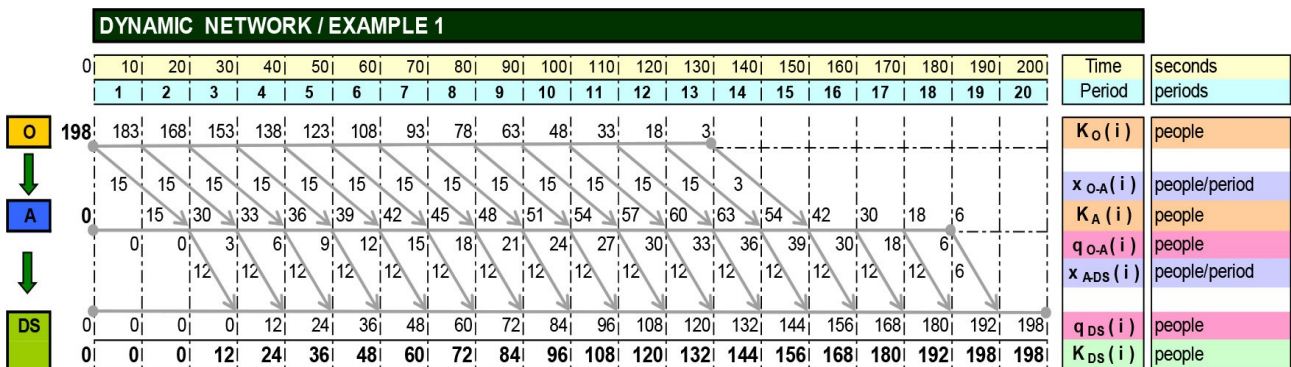 DYNAMIC NETWORK / EXAMPLE 1
0 10 20 30 40 50 60 70 80 90 100 110 120 130 140 150 160 170 180 190 200 Time seconds
1 2 3 4 5 6 7 8 9 10 11 12 13 14 15 16 17 18 19 20 Period periods
O 198 183 168 153 138 123 108 93 78 63 48 33 18 3 K O ( i ) people
15 15 15 15 15 15 15 15 15 15 15 15 15 3 x O-A ( i ) people/period
A 0 15 30 33 36 39 42 45 48 51 54 57 60 63 54 42 30 18 6 K A ( i ) people
0 0 3 6 9 12 15 18 21 24 27 30 33 36 39 30 18 6 q O-A ( i ) people
12 12 12 12 12 12 12 12 12 12 12 12 12 12 12 12 6 x A-DS ( i ) people/period
DS 0 0 0 0 12 24 36 48 60 72 84 96 108 120 132 144 156 168 180 192 198 q DS ( i ) people
0 0 0 12 24 36 48 60 72 84 96 108 120 132 144 156 168 180 192 198 198 K DS ( i ) people